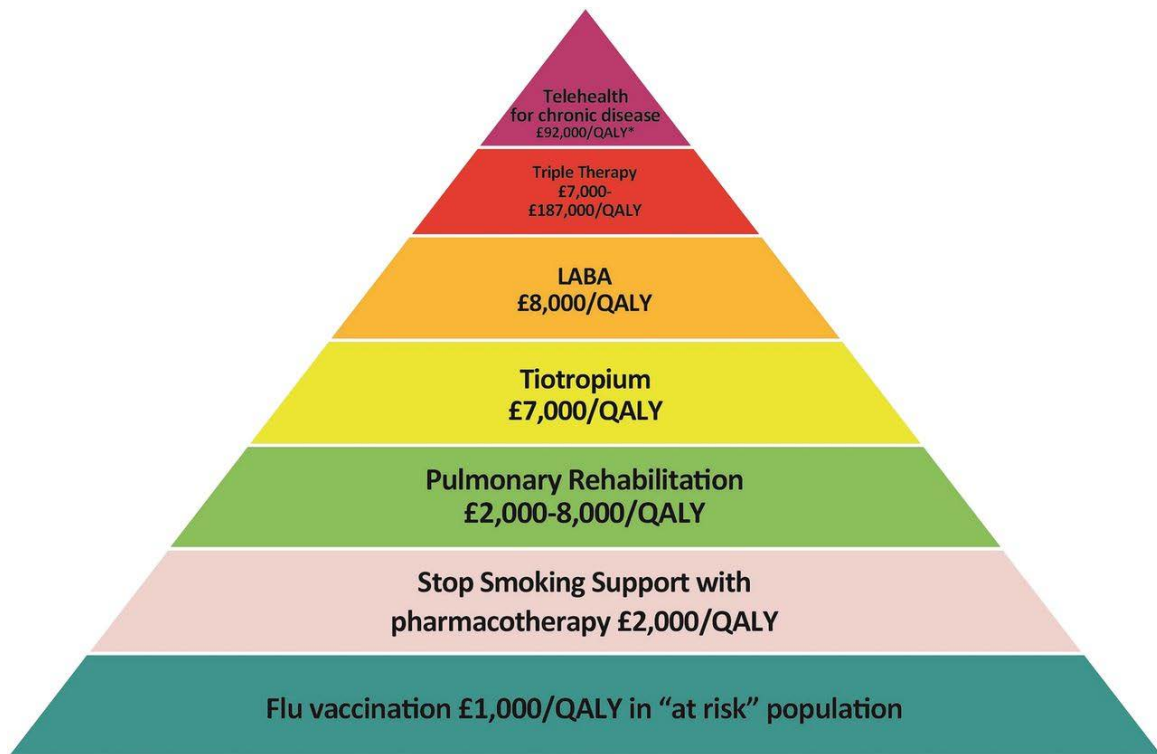 Telehealth
for chronic disease
£92,000/QALY*
Triple Therapy
£7,000-
£187,000/QALY
LABA
£8,000/QALY
Tiotropium
£7,000/QALY
Pulmonary Rehabilitation
£2,000-8,000/QALY
Stop Smoking Support with
pharmacotherapy £2,000/QALY
Flu vaccination £1,000/QALY in “at risk” population